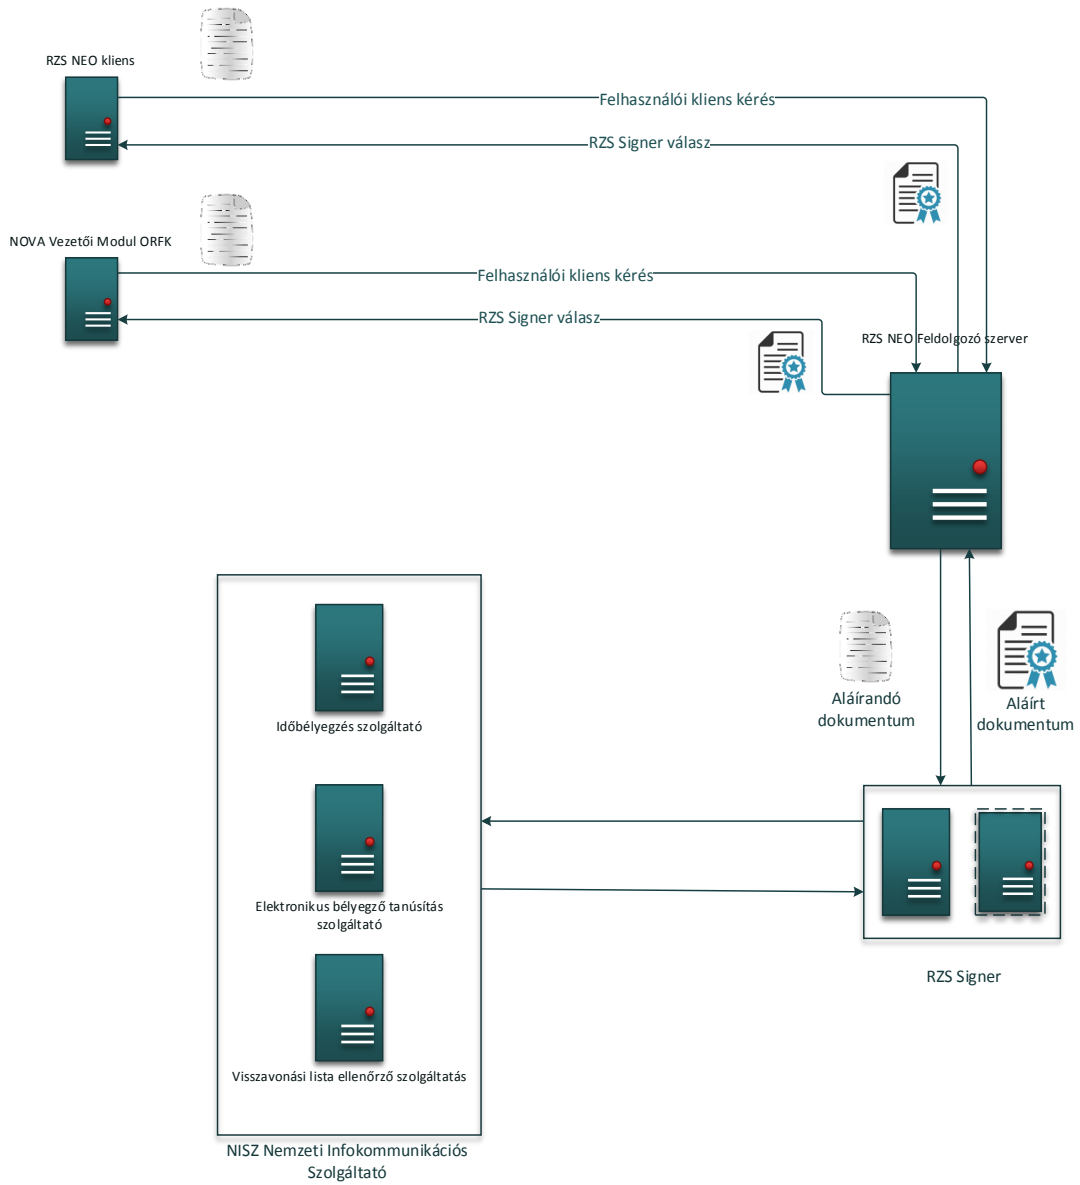 RZS NEO kliens
Felhasználói kliens kérés
RZS Signer válasz
NOVA Vezetői Modul ORFK
Felhasználói kliens kérés
RZS Signer válasz
RZS NEO Feldolgozó szerver
Aláírandó
dokumentum
Aláírt
dokumentum
Időbélyegzés szolgáltató
Elektronikus bélyegző tanúsítás
szolgáltató
RZS Signer
Visszavonási lista ellenőrző szolgáltatás
NISZ Nemzeti Infokommunikációs
Szolgáltató